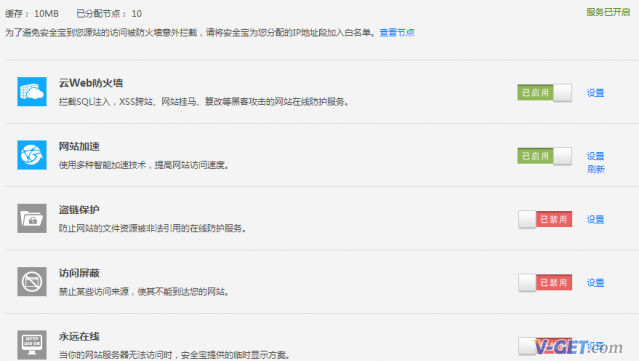 缓存： 10MB 已分配节点： 10 服务已开启
为了避免安全宝到您源站的访问被防火墙意外拦截，请将安全宝为您分配的IP地址段加入白名单。查看节点
云Web防火墙
拦截SQL注入，XSS跨站、网站挂马、篡改等黑客攻击的网站在线防护服务。
已启用 设置
网站加速
使用多种智能加速技术，提高网站访问速度。
已启用 设置
刷新
盗链保护
防止网站的文件资源被非法引用的在线防护服务。
已禁用 设置
访问屏蔽
禁止某些访问来源，使其不能到达您的网站。
已禁用 设置
永远在线
当你的网站服务器无法访问时，安全宝提供的临时显示方案。
V-GET.com